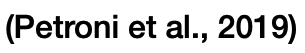 (Petroni et al., 2019)